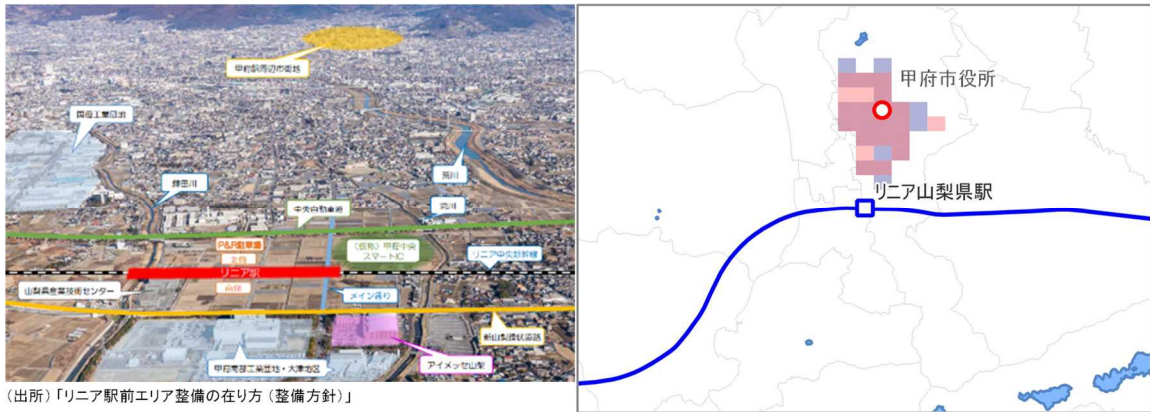 甲府駅周辺市街地
国母工業団地
鎌田川
荒川
中央自動車道
流川
P&R駐車場
北側
(仮称)甲府中央
スマートIC
リニア中央新幹線
リニア駅
南側
山梨県産業技術センター
メイン通り
新山梨環状道路
甲府南部工業団地・大津地区
アイメッセ山梨
(出所)「リニア駅前エリア整備の在り方(整備方針)」
甲府市役所
リニア山梨県駅